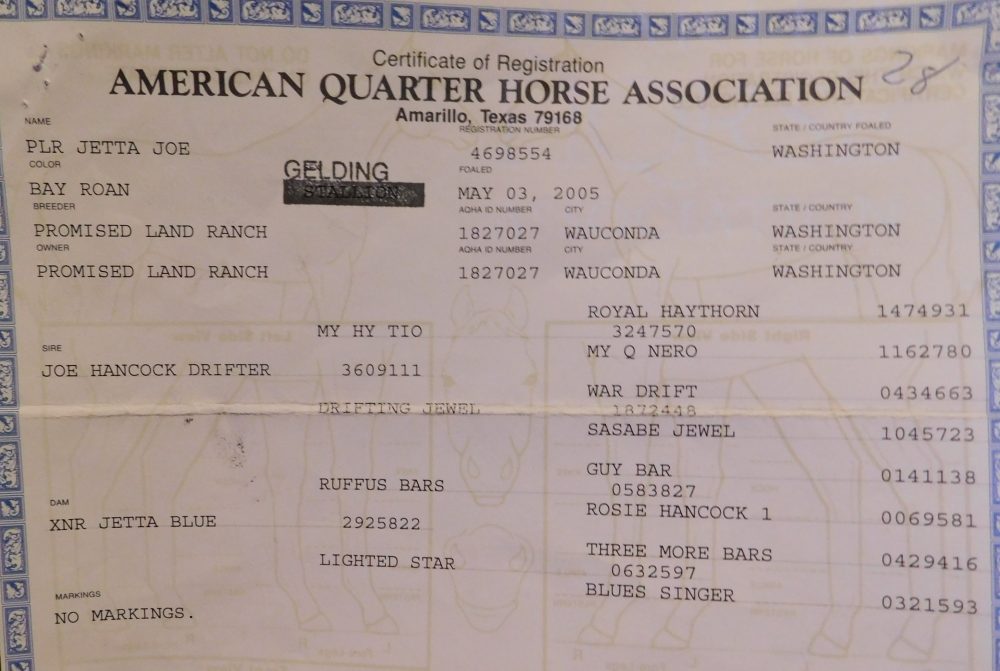 Certificate of Registration
28
AMERICAN QUARTER HORSE ASSOCIATION
Amarillo, Texas 79168
NAME REGISTRATION NUMBER STATE / COUNTRY FOALED
PLR JETTA JOE 4698554 WASHINGTON
COLOR GELDING FOALED
BAY ROAN STALLION MAY 03, 2005
BREEDER AQHA ID NUMBER CITY STATE / COUNTRY
PROMISED LAND RANCH 1827027 WAUCONDA WASHINGTON
OWNER AQHA ID NUMBER CITY STATE / COUNTRY
PROMISED LAND RANCH 1827027 WAUCONDA WASHINGTON
ROYAL HAYTHORN 1474931
MY HY TIO 3247570
SIRE MY Q NERO 1162780
JOE HANCOCK DRIFTER 3609111
WAR DRIFT 0434663
DRIFTING JEWEL 1872448
SASABE JEWEL 1045723
GUY BAR 0141138
RUFFUS BARS 0583827
DAM ROSIE HANCOCK 1 0069581
XNR JETTA BLUE 2925822
THREE MORE BARS 0429416
LIGHTED STAR 0632597
MARKINGS BLUES SINGER 0321593
NO MARKINGS.